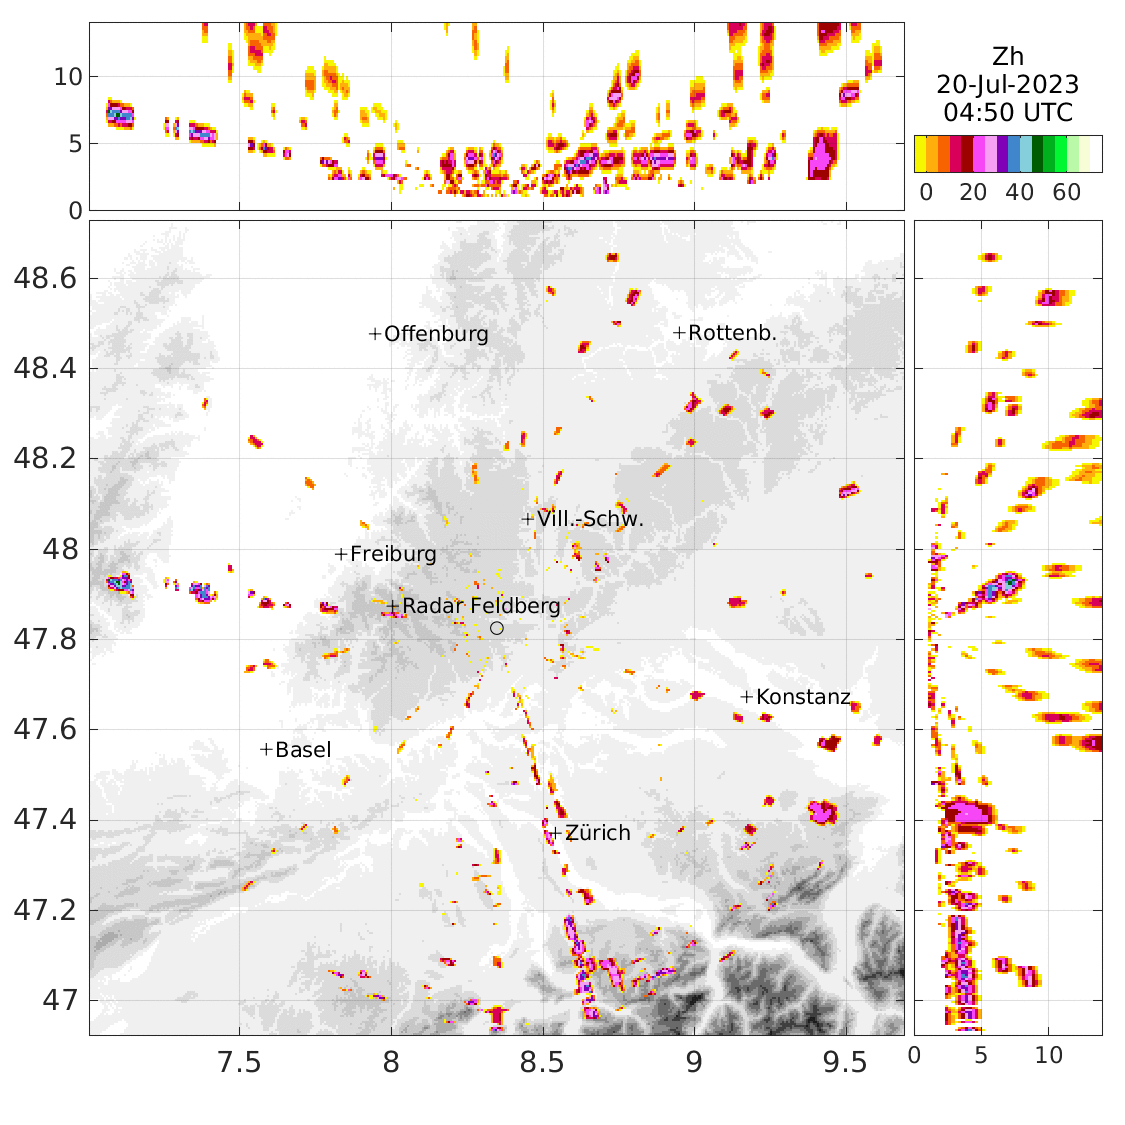 10
5
0
Zh
20-Jul-2023
04:50 UTC
0 20 40 60
48.6
48.4
48.2
48
47.8
47.6
47.4
47.2
47
+Offenburg
+Rottenb.
+Vill.-Schw.
+Freiburg
+Radar Feldberg
+Konstanz
+Basel
+Zürich
7.5 8 8.5 9 9.5
0 5 10